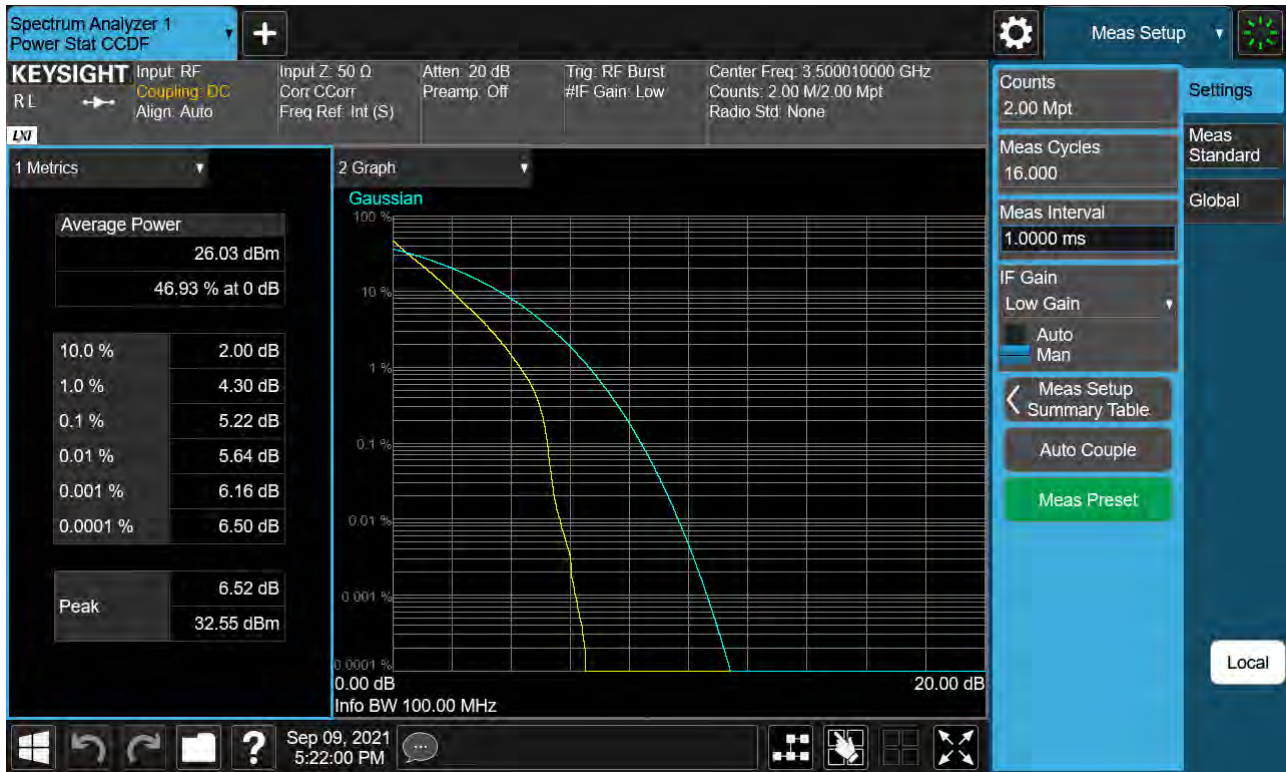 Spectrum Analyzer 1
Power Stat CCDF
+
Meas Setup
KEYSIGHT
RL
LXI
Input: RF
Coupling: DC
Align: Auto
Input Z: 50 Ω
Corr CCorr
Freq Ref: Int (S)
Atten: 20 dB
Preamp: Off
Trig: RF Burst
#IF Gain: Low
Center Freq: 3.500010000 GHz
Counts: 2.00 M/2.00 Mpt
Radio Std: None
1 Metrics
Average Power
26.03 dBm
46.93 % at 0 dB
10.0 % 2.00 dB
1.0 % 4.30 dB
0.1 % 5.22 dB
0.01 % 5.64 dB
0.001 % 6.16 dB
0.0001 % 6.50 dB
Peak
6.52 dB
32.55 dBm
2 Graph
Gaussian
100 %
10 %
1 %
0.1 %
0.01 %
0.001 %
0.0001 %
0.00 dB 20.00 dB
Info BW 100.00 MHz
Counts
2.00 Mpt
Meas Cycles
16.000
Meas Interval
1.0000 ms
IF Gain
Low Gain
Auto
Man
Meas Setup
Summary Table
Auto Couple
Meas Preset
Settings
Meas
Standard
Global
Local
?
Sep 09, 2021
5:22:00 PM